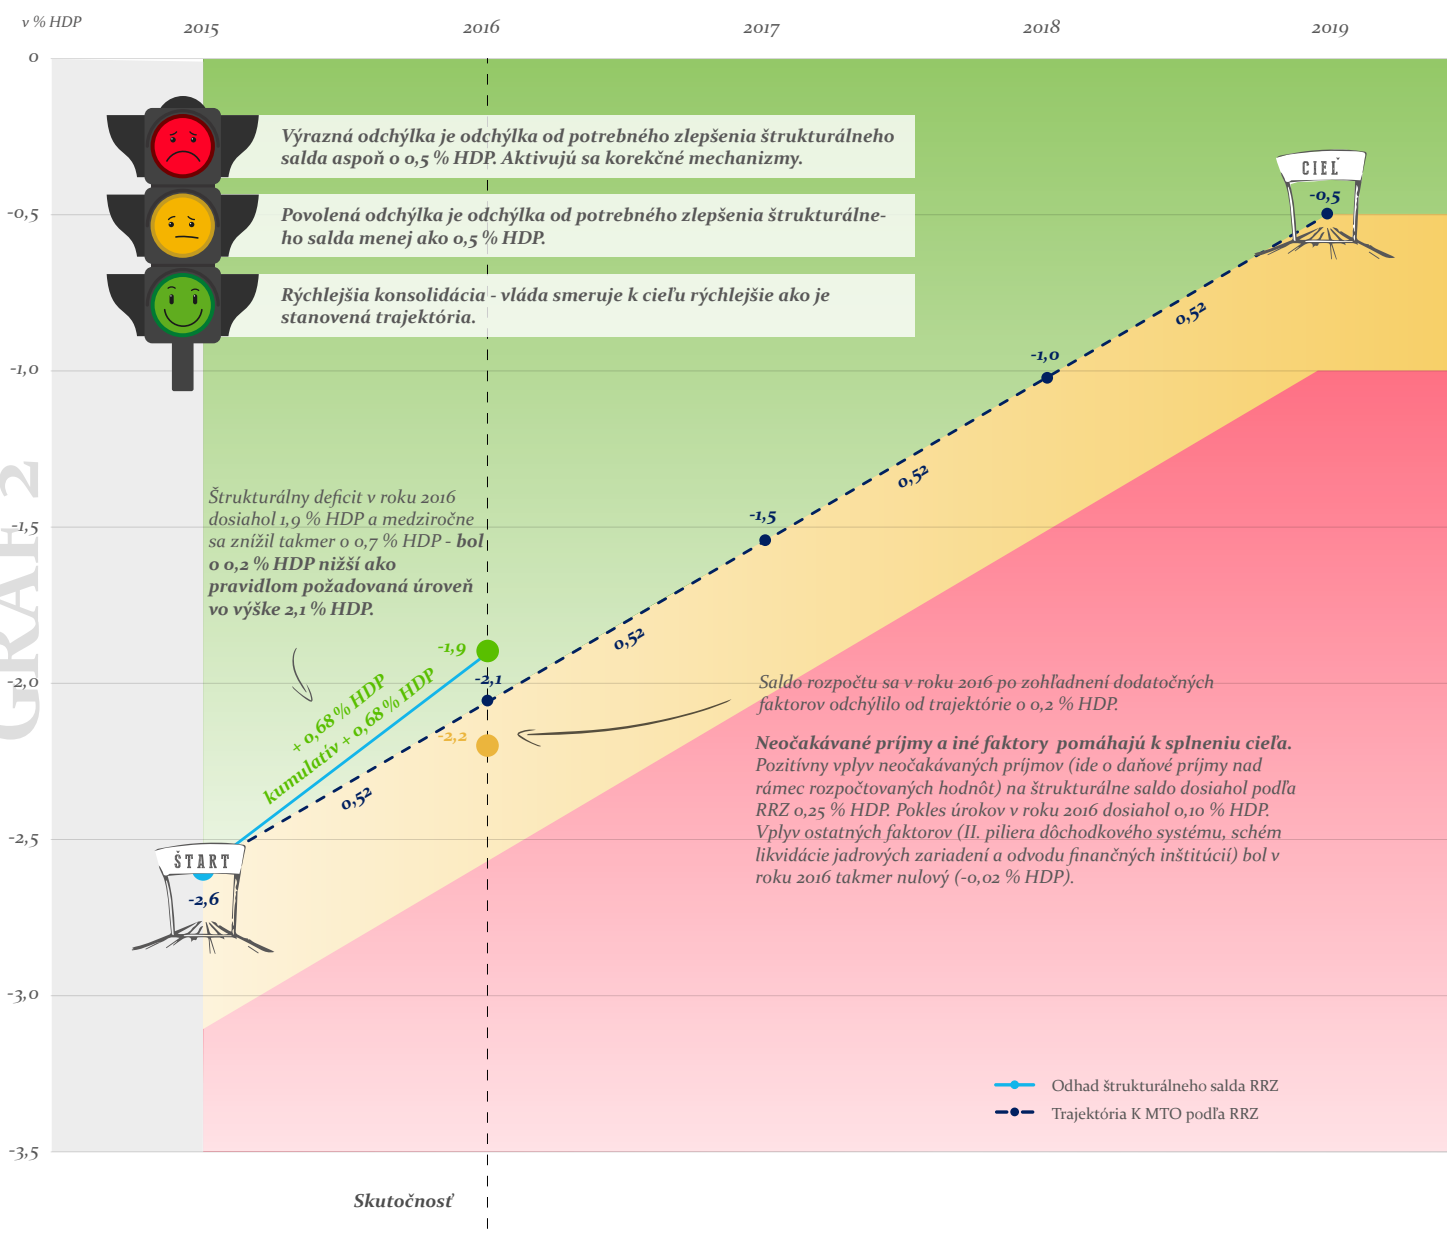 v % HDP
2015
2016
2017
2018
2019
0
-0,5
-1,0
-1,5
-2,0
-2,5
-3,0
-3,5
GRAF 2
Výrazná odchýlka je odchýlka od potrebného zlepšenia štrukturálneho
salda aspoň o 0,5 % HDP. Aktivujú sa korekčné mechanizmy.
Povolená odchýlka je odchýlka od potrebného zlepšenia štrukturálne-
ho salda menej ako 0,5 % HDP.
Rýchlejšia konsolidácia - vláda smeruje k cieľu rýchlejšie ako je
stanovená trajektória.
CIEĽ
-0,5
0,52
-1,0
0,52
-1,5
0,52
Štrukturálny deficit v roku 2016
dosiahol 1,9 % HDP a medziročne
sa znížil takmer o 0,7 % HDP - bol
o 0,2 % HDP nižší ako
pravidlom požadovaná úroveň
vo výške 2,1 % HDP.
-1,9
-2,1
-2,2
+ 0,68 % HDP
kumulatív + 0,68 % HDP
0,52
ŠTART
-2,6
Saldo rozpočtu sa v roku 2016 po zohľadnení dodatočných
faktorov odchýlilo od trajektórie o 0,2 % HDP.
Neočakávané príjmy a iné faktory pomáhajú k splneniu cieľa.
Pozitívny vplyv neočakávaných príjmov (ide o daňové príjmy nad
rámec rozpočtovaných hodnôt) na štrukturálne saldo dosiahol podľa
RRZ 0,25 % HDP. Pokles úrokov v roku 2016 dosiahol 0,10 % HDP.
Vplyv ostatných faktorov (II. piliera dôchodkového systému, schém
likvidácie jadrových zariadení a odvodu finančných inštitúcií) bol v
roku 2016 takmer nulový (-0,02 % HDP).
Odhad štrukturálneho salda RRZ
Trajektória K MTO podľa RRZ
Skutočnosť